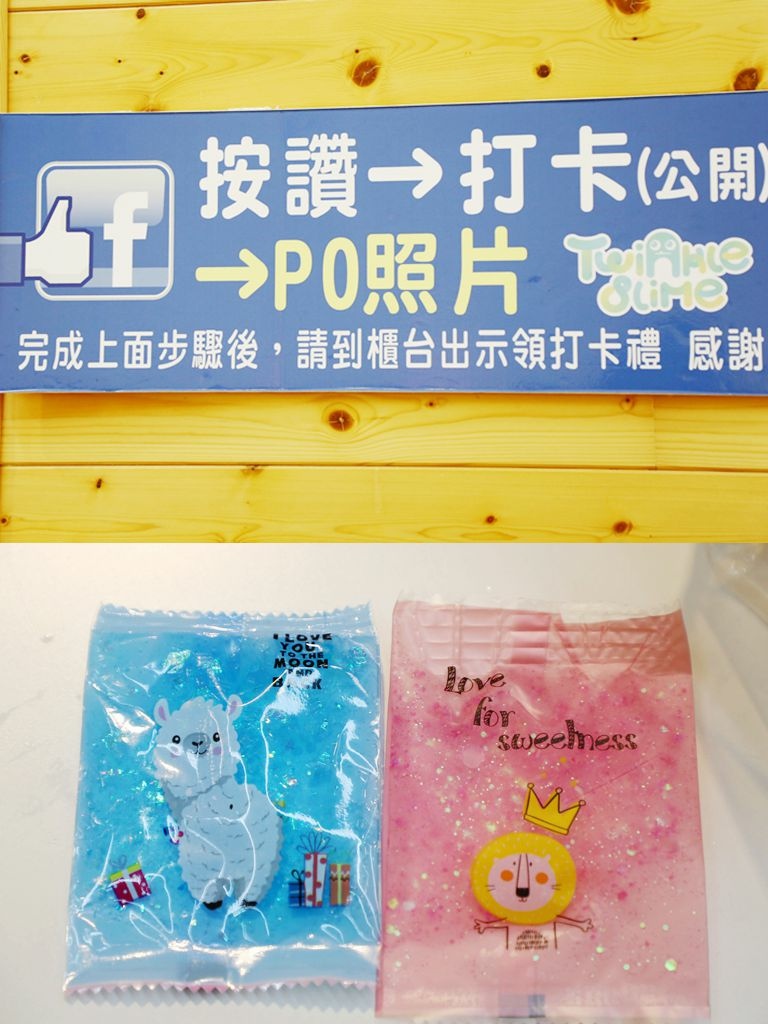 按讚→打卡(公開)
→PO照片
Twinkle
Slime
完成上面步驟後，請到櫃台出示領打卡禮 感謝
f
I LOVE
YOU
TO THE
MOON
AND
BACK
Love
for
sweetness